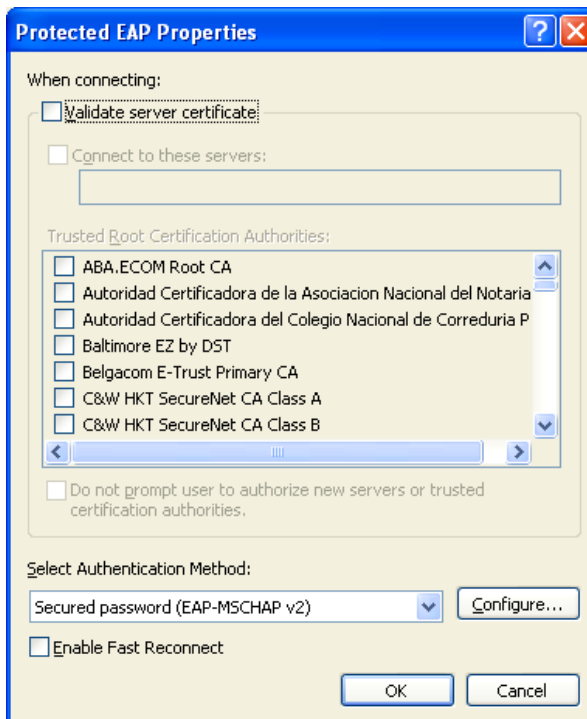 Protected EAP Properties
When connecting:
Validate server certificate
Connect to these servers:
Trusted Root Certification Authorities:
ABA.ECOM Root CA
Autoridad Certificadora de la Asociacion Nacional del Notaria
Autoridad Certificadora del Colegio Nacional de Correduria P
Baltimore EZ by DST
Belgacom E-Trust Primary CA
C&W HKT SecureNet CA Class A
C&W HKT SecureNet CA Class B
Do not prompt user to authorize new servers or trusted
certification authorities.
Select Authentication Method:
Secured password (EAP-MSCHAP v2)
Configure...
Enable Fast Reconnect
OK Cancel